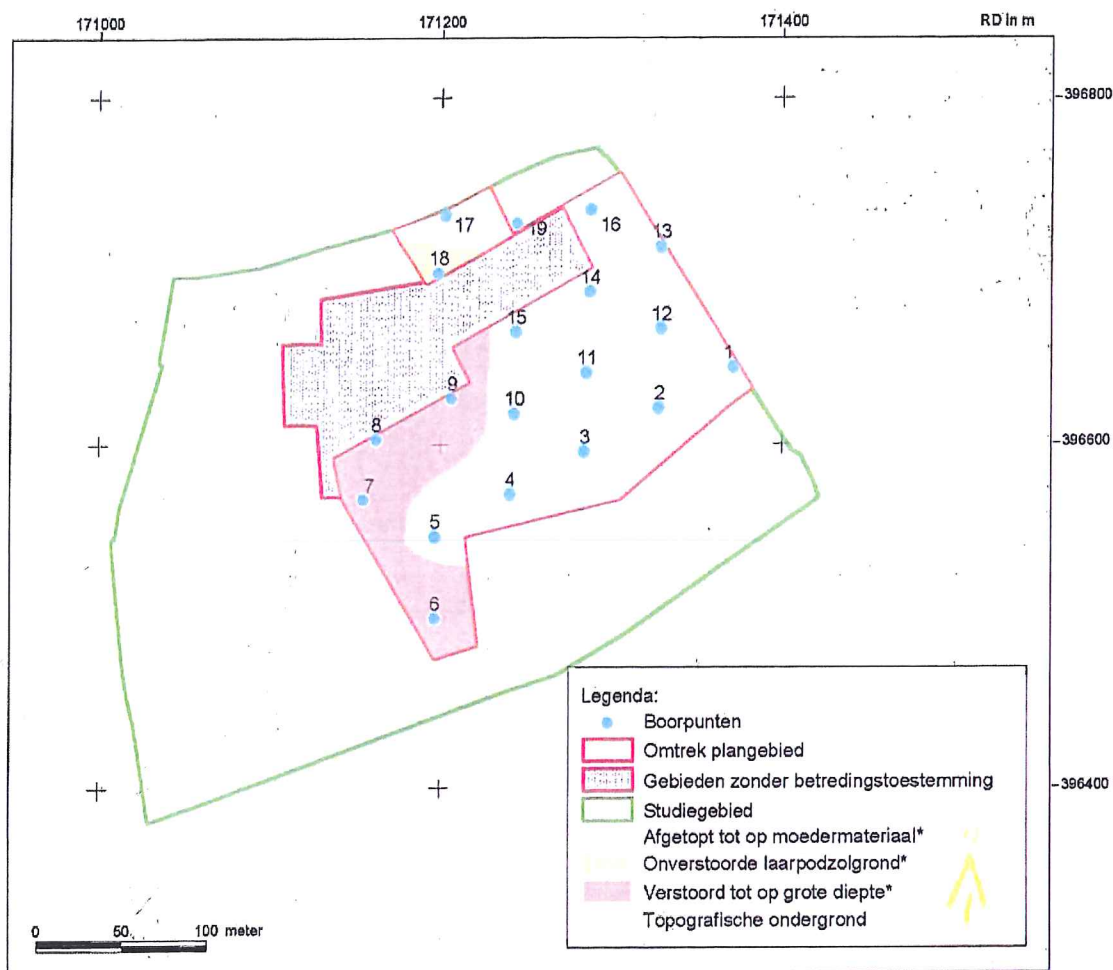 171000 171200 171400 RD in m
396800
17
19
16
13
18
14
15
12
11
1
9
10
2
8
3
396600
7
4
5
6
Legenda:
Boorpunten
Omtrek plangebied
Gebieden zonder betredingstoestemming
Studiegebied
396400
Afgetopt tot op moedermateriaal*
Onverstoorde laarpodzolgrond*
Verstoord tot op grote diepte*
Topografische ondergrond
0 50 100 meter